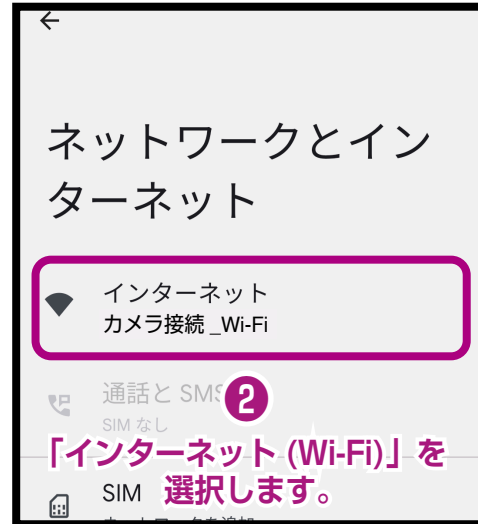 ネットワークとイン
ターネット
インターネット
カメラ接続 _Wi-Fi
通話と SMS
SIM なし
❷
「インターネット (Wi-Fi)」を
選択します。
SIM